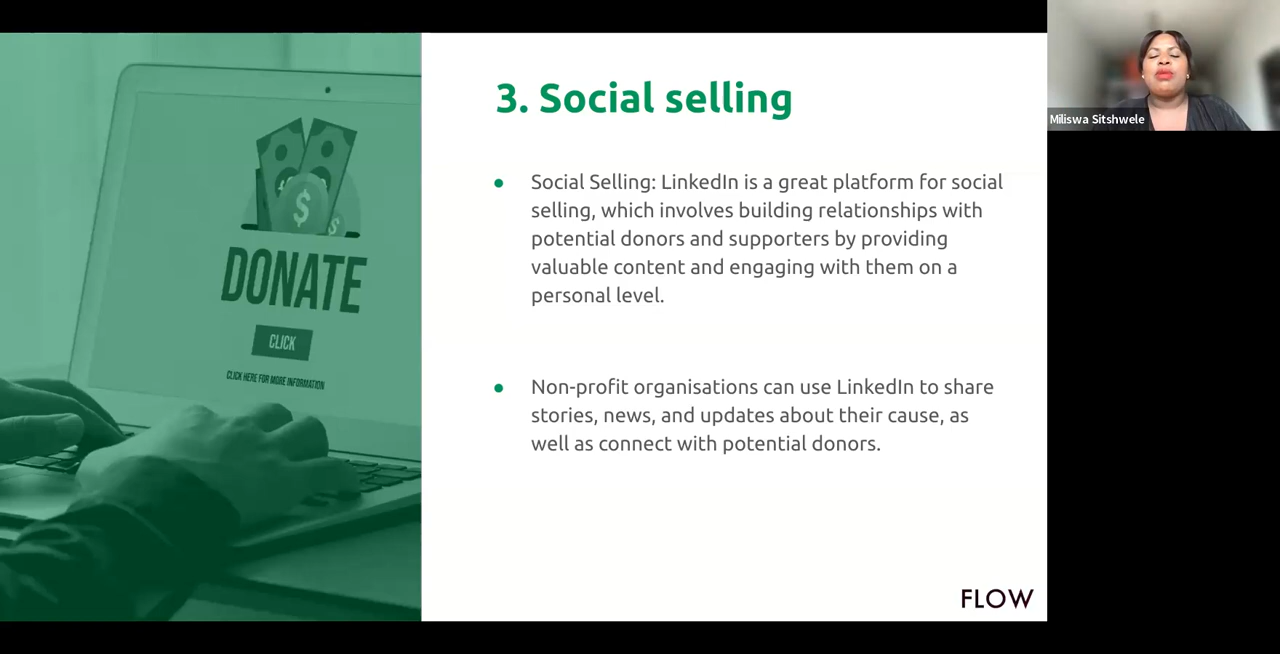 3. Social selling
Social Selling: LinkedIn is a great platform for social
selling, which involves building relationships with
potential donors and supporters by providing
valuable content and engaging with them on a
personal level.
Non-profit organisations can use LinkedIn to share
stories, news, and updates about their cause, as
well as connect with potential donors.
FLOW
$
$
DONATE
CLICK
CLICK HERE FOR MORE INFORMATION
Miliswa Sitshwele